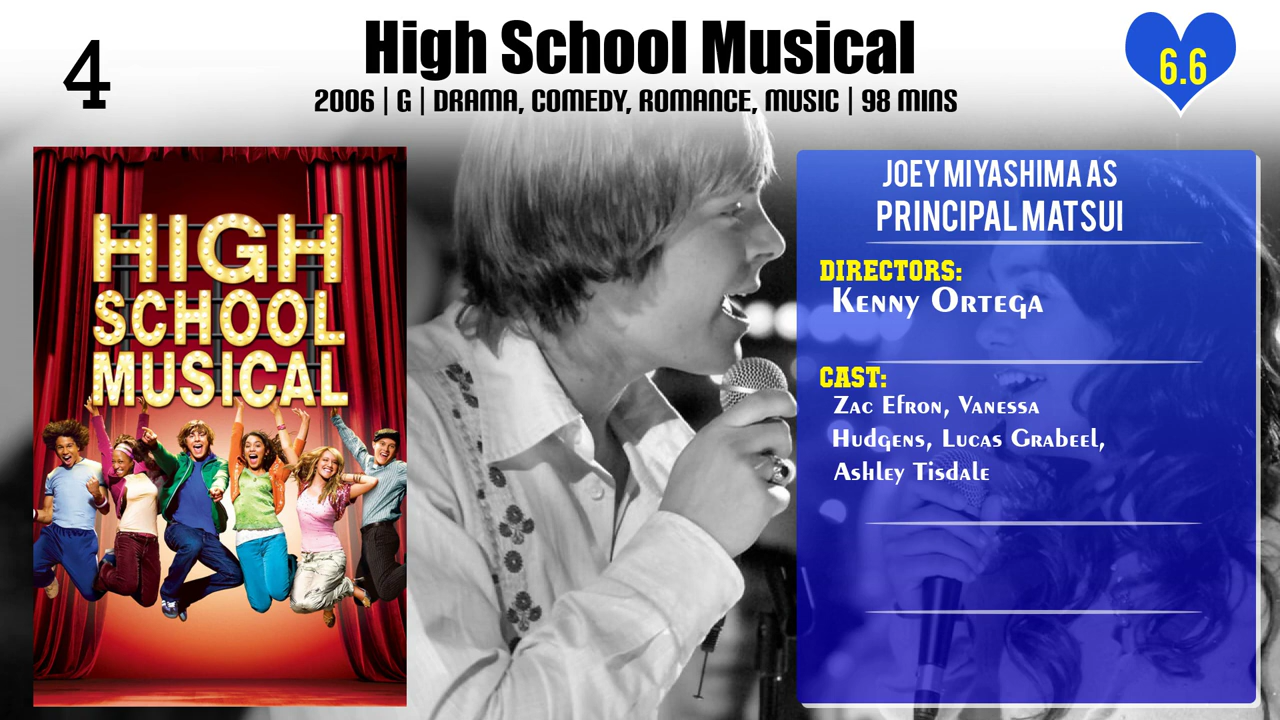 4
High School Musical
2006 | G | DRAMA, COMEDY, ROMANCE, MUSIC | 98 MINS
6.6
HIGH
SCHOOL
MUSICAL
JOEY MIYASHIMA AS
PRINCIPAL MATSUI
DIRECTORS:
Kenny Ortega
CAST:
Zac Efron, Vanessa
Hudgens, Lucas Grabeel,
Ashley Tisdale